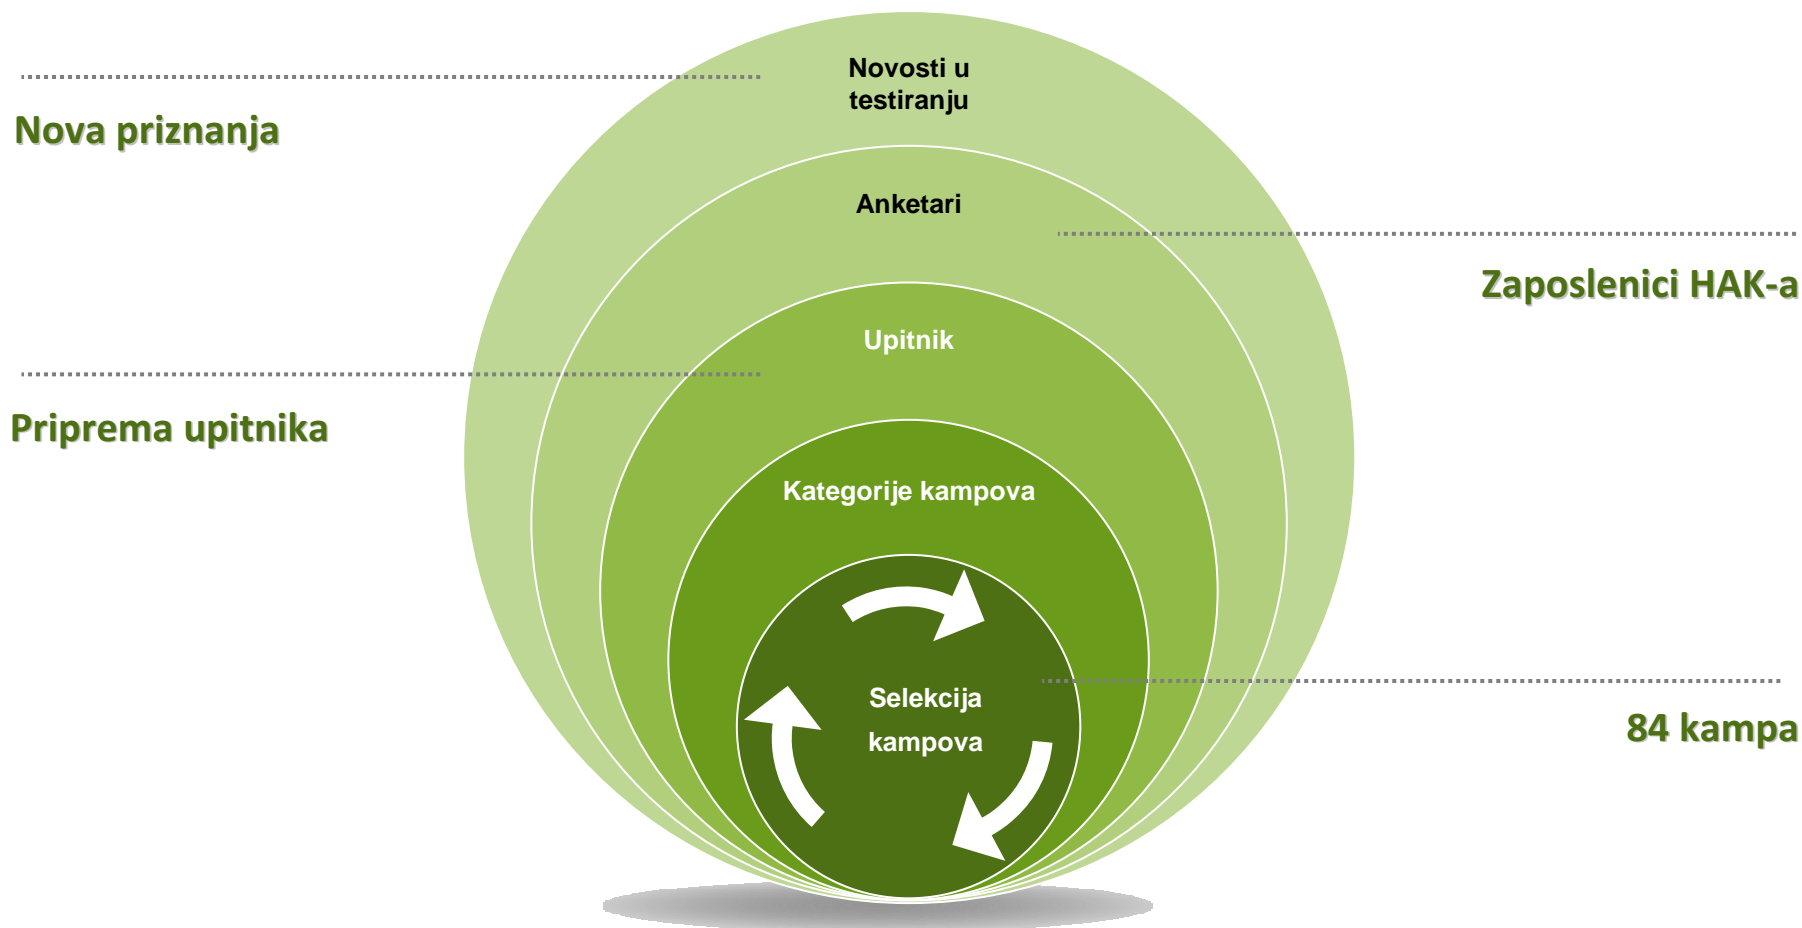 Novosti u
testiranju
Nova priznanja
Anketari
Zaposlenici HAK-a
Upitnik
Priprema upitnika
Kategorije kampova
Selekcija
kampova
84 kampa